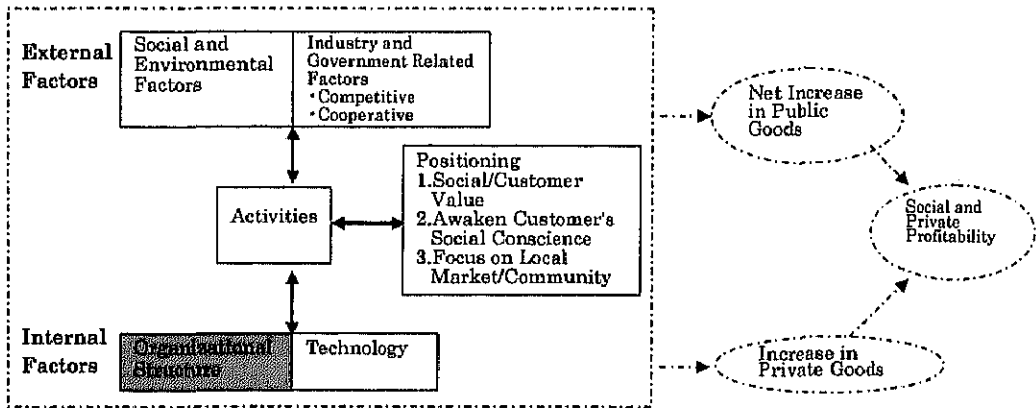 External
Factors
Social and
Environmental
Factors
Industry and
Government Related
Factors
・Competitive
・Cooperative
Activities
Positioning
1.Social/Customer
Value
2.Awaken Customer's
Social Conscience
3.Focus on Local
Market/Community
Internal
Factors
Organizational
Structure
Technology
Net Increase
in Public
Goods
Social and
Private
Profitability
Increase in
Private Goods